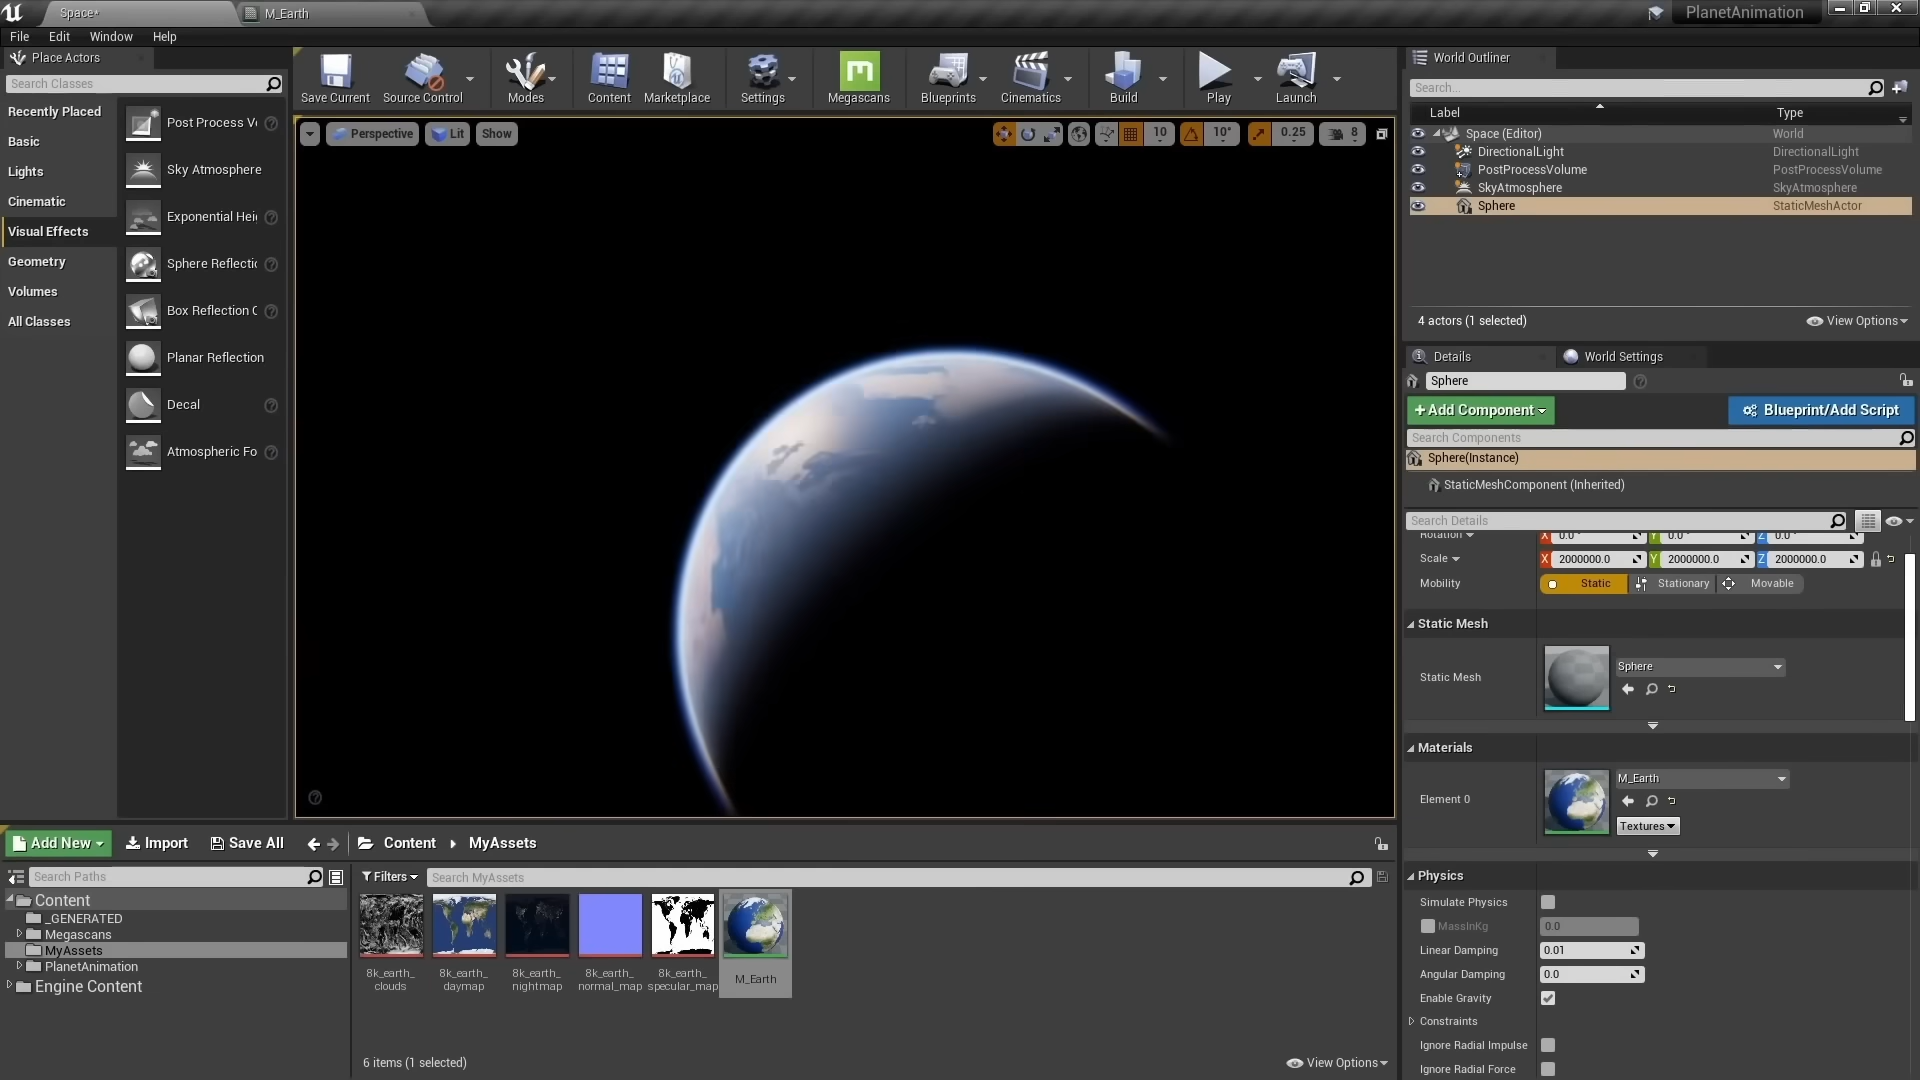 Space*
M_Earth
PlanetAnimation
File Edit Window Help
Place Actors
Search Classes
Recently Placed
Basic
Lights
Cinematic
Visual Effects
Geometry
Volumes
All Classes
Post Process Vo
Sky Atmosphere
Exponential Hei
Sphere Reflectic
Box Reflection C
Planar Reflection
Decal
Atmospheric Fo
Save Current
Source Control
Modes
Content
Marketplace
Settings
Megascans
Blueprints
Cinematics
Build
Play
Launch
Perspective
Lit
Show
10
10°
0.25
8
World Outliner
Search...
Label Type
Space (Editor) World
DirectionalLight DirectionalLight
PostProcessVolume PostProcessVolume
SkyAtmosphere SkyAtmosphere
Sphere StaticMeshActor
4 actors (1 selected)
View Options
Details
World Settings
Sphere
+Add Component
Blueprint/Add Script
Search Components
Sphere(Instance)
StaticMeshComponent (Inherited)
Search Details
Rotation X 0.0° Y 0.0° Z 0.0°
Scale X 2000000.0 Y 2000000.0 Z 2000000.0
Mobility Static Stationary Movable
Static Mesh
Static Mesh
Sphere
Materials
Element 0
M_Earth
Textures
Physics
Simulate Physics
MassInKg 0.0
Linear Damping 0.01
Angular Damping 0.0
Enable Gravity
Constraints
Ignore Radial Impulse
Ignore Radial Force
Add New
Import
Save All
Content
MyAssets
Search Paths
Content
_GENERATED
Megascans
MyAssets
PlanetAnimation
Engine Content
Filters
Search MyAssets
8k_earth_
clouds
8k_earth_
daymap
8k_earth_
nightmap
8k_earth_
normal_map
8k_earth_
specular_map
M_Earth
6 items (1 selected)
View Options